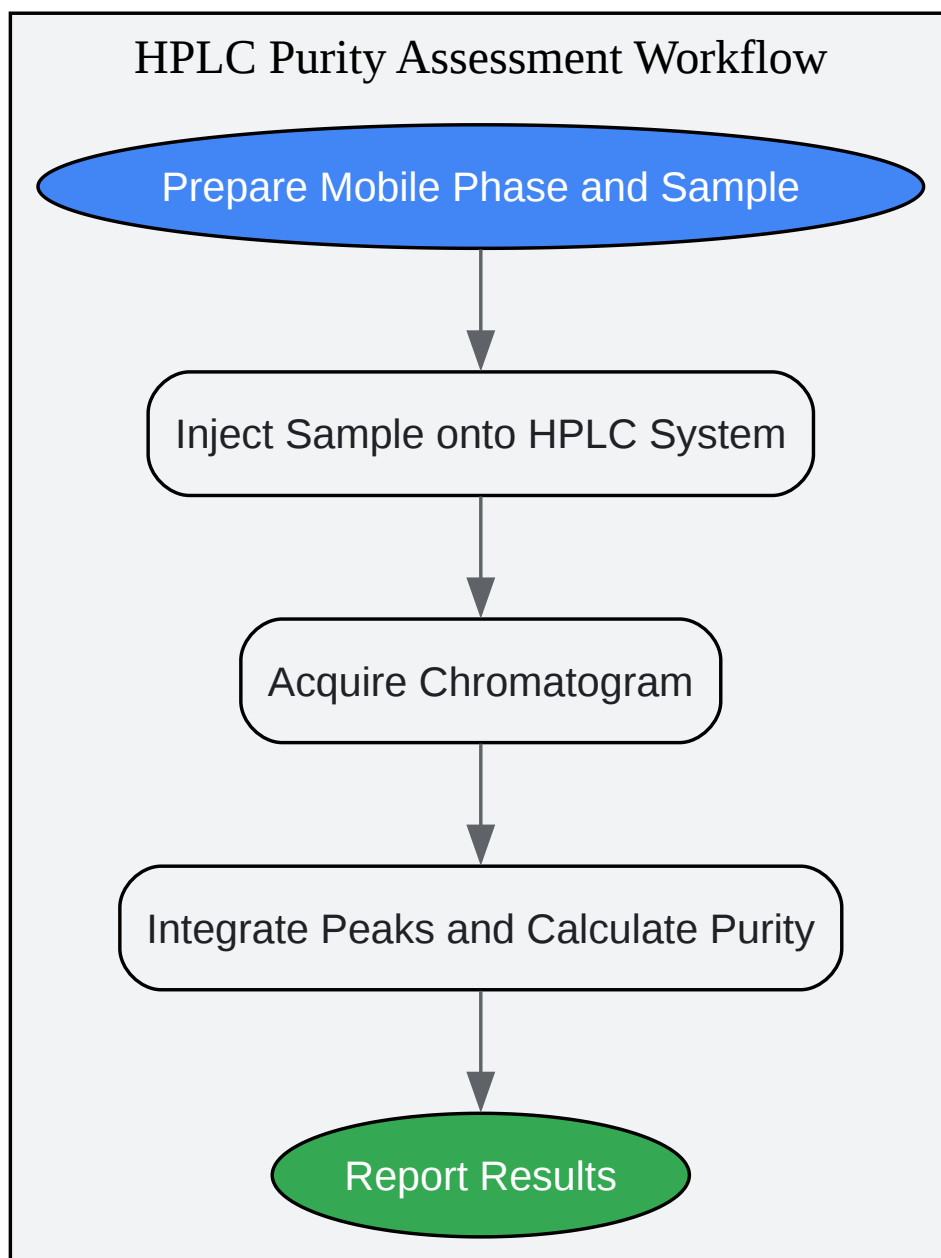 HPLC Purity Assessment Workflow
Prepare Mobile Phase and Sample
Inject Sample onto HPLC System
Acquire Chromatogram
Integrate Peaks and Calculate Purity
Report Results